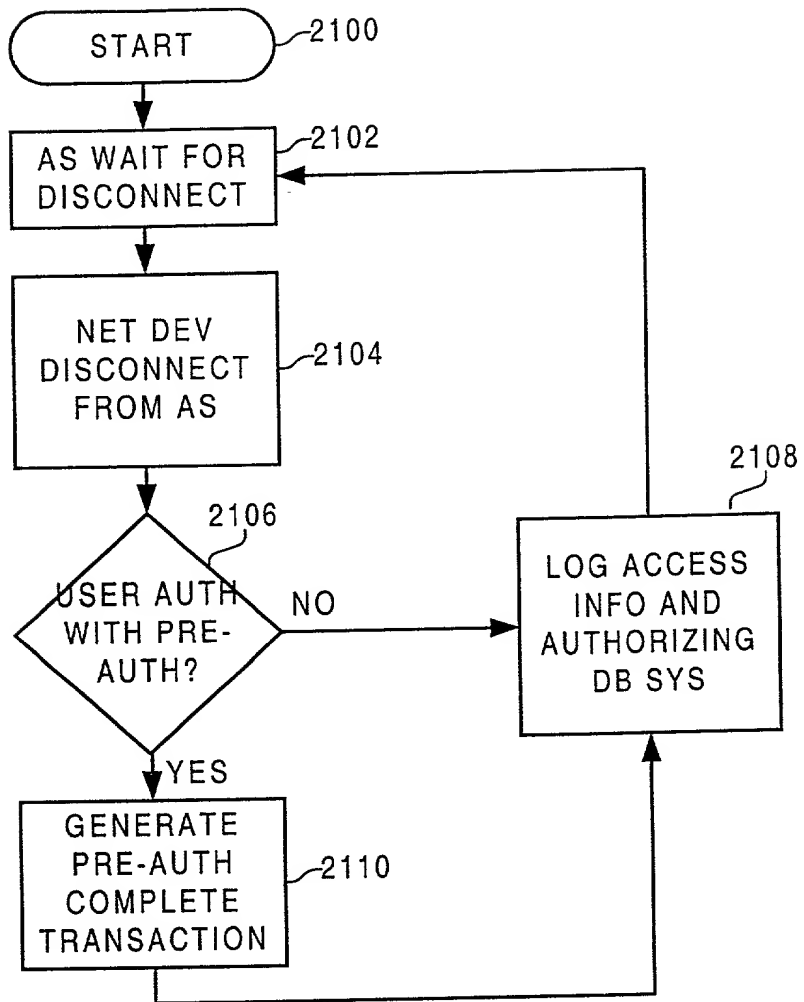 START
2100
AS WAIT FOR
DISCONNECT
2102
NET DEV
DISCONNECT
FROM AS
2104
2106
USER AUTH
WITH PRE-
AUTH?
NO
2108
LOG ACCESS
INFO AND
AUTHORIZING
DB SYS
YES
GENERATE
PRE-AUTH
COMPLETE
TRANSACTION
2110